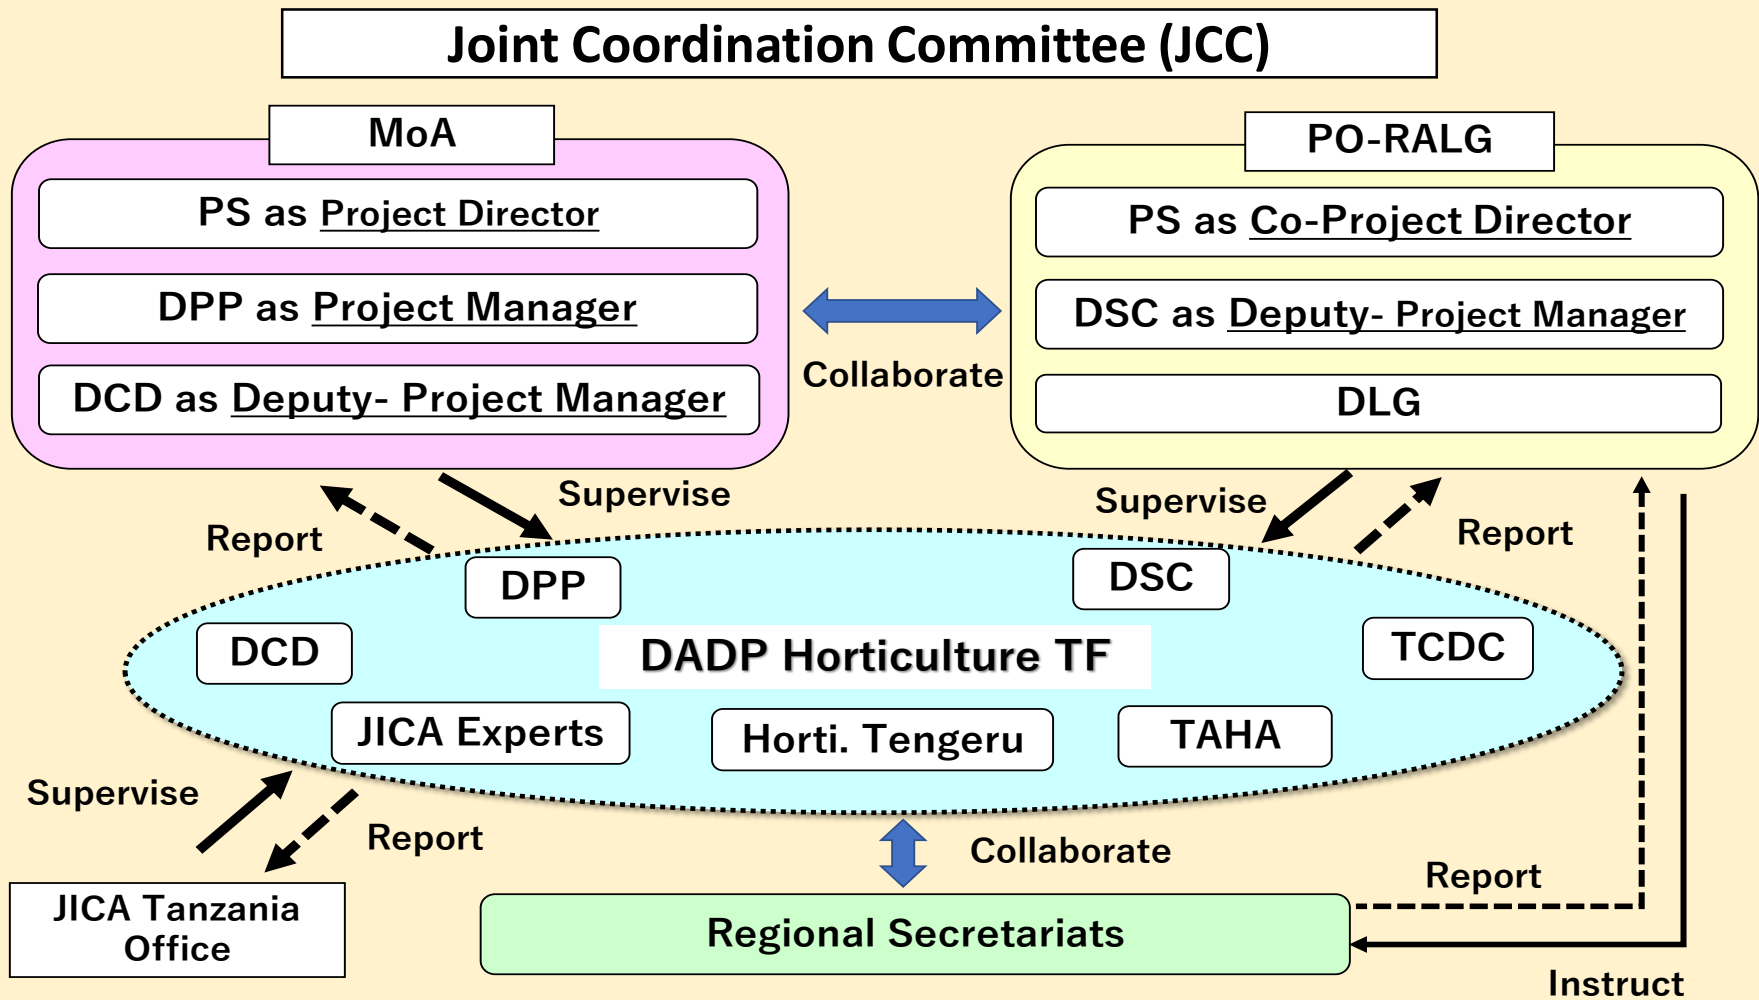 Joint Coordination Committee (JCC)
MoA
PS as Project Director
DPP as Project Manager
DCD as Deputy- Project Manager
Collaborate
PO-RALG
PS as Co-Project Director
DSC as Deputy- Project Manager
DLG
Supervise
Report
Supervise
Report
DPP
DSC
DCD
DADP Horticulture TF
TCDC
JICA Experts
Horti. Tengeru
TAHA
Supervise
Report
Collaborate
JICA Tanzania
Office
Regional Secretariats
Report
Instruct